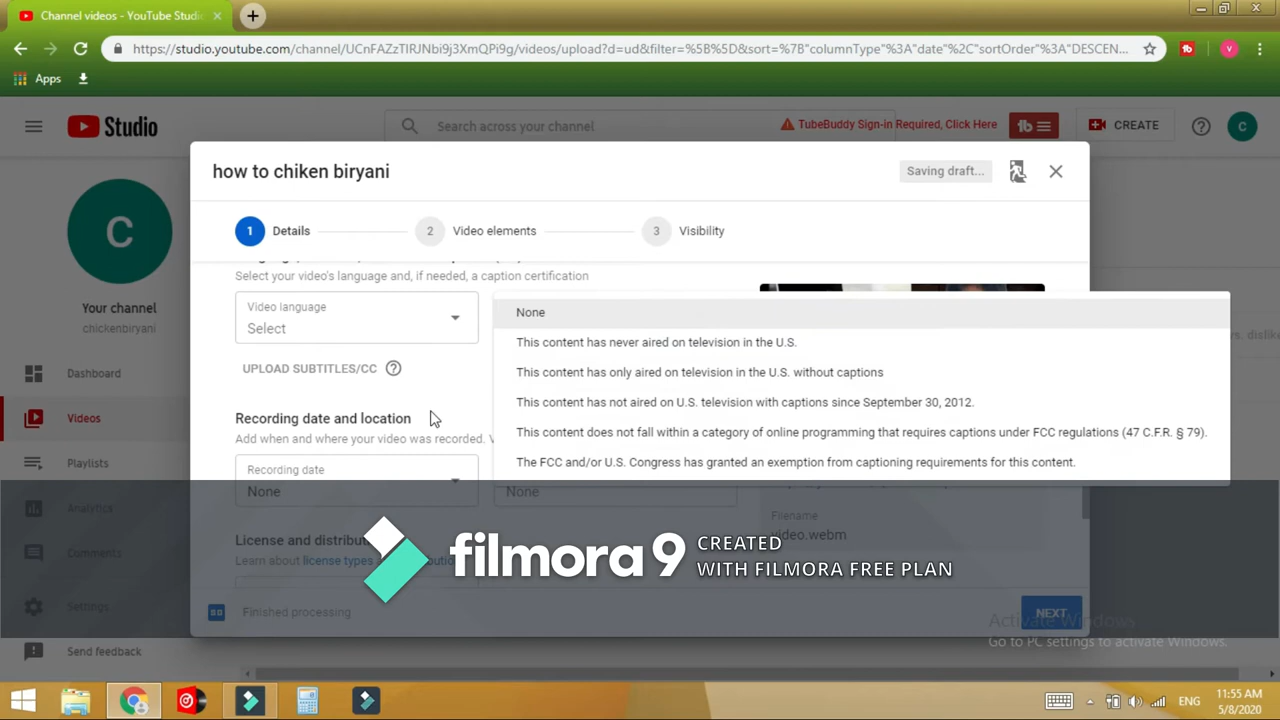 Channel videos - YouTube Studio
https://studio.youtube.com/channel/UCnFAZzTIRJNbi9j3XmQPi9g/videos/upload?d=ud&filter=%5B%5D&sort=%7B"columnType"%3A"date"%2C"sortOrder"%3A"DESCEN...
tb
V
Apps
Studio
Search across your channel
TubeBuddy Sign-in Required, Click Here
tb
CREATE
C
how to chiken biryani
Saving draft...
1 Details
2 Video elements
3 Visibility
C
Your channel
chickenbiryani
Dashboard
Videos
Playlists
Analytics
Comments
Settings
Send feedback
Select your video's language and, if needed, a caption certification
Video language
Select
UPLOAD SUBTITLES/CC
None
This content has never aired on television in the U.S.
This content has only aired on television in the U.S. without captions
This content has not aired on U.S. television with captions since September 30, 2012.
This content does not fall within a category of online programming that requires captions under FCC regulations (47 C.F.R. § 79).
The FCC and/or U.S. Congress has granted an exemption from captioning requirements for this content.
dislikes
Recording date and location
Add when and where your video was recorded.
Recording date
None
None
Filename
video.webm
License and
Learn about license types
filmora 9 CREATED
WITH FILMORA FREE PLAN
Finished processing
NEXT
Activate Windows
Go to PC settings to activate Windows.
ENG
11:55 AM
5/8/2020